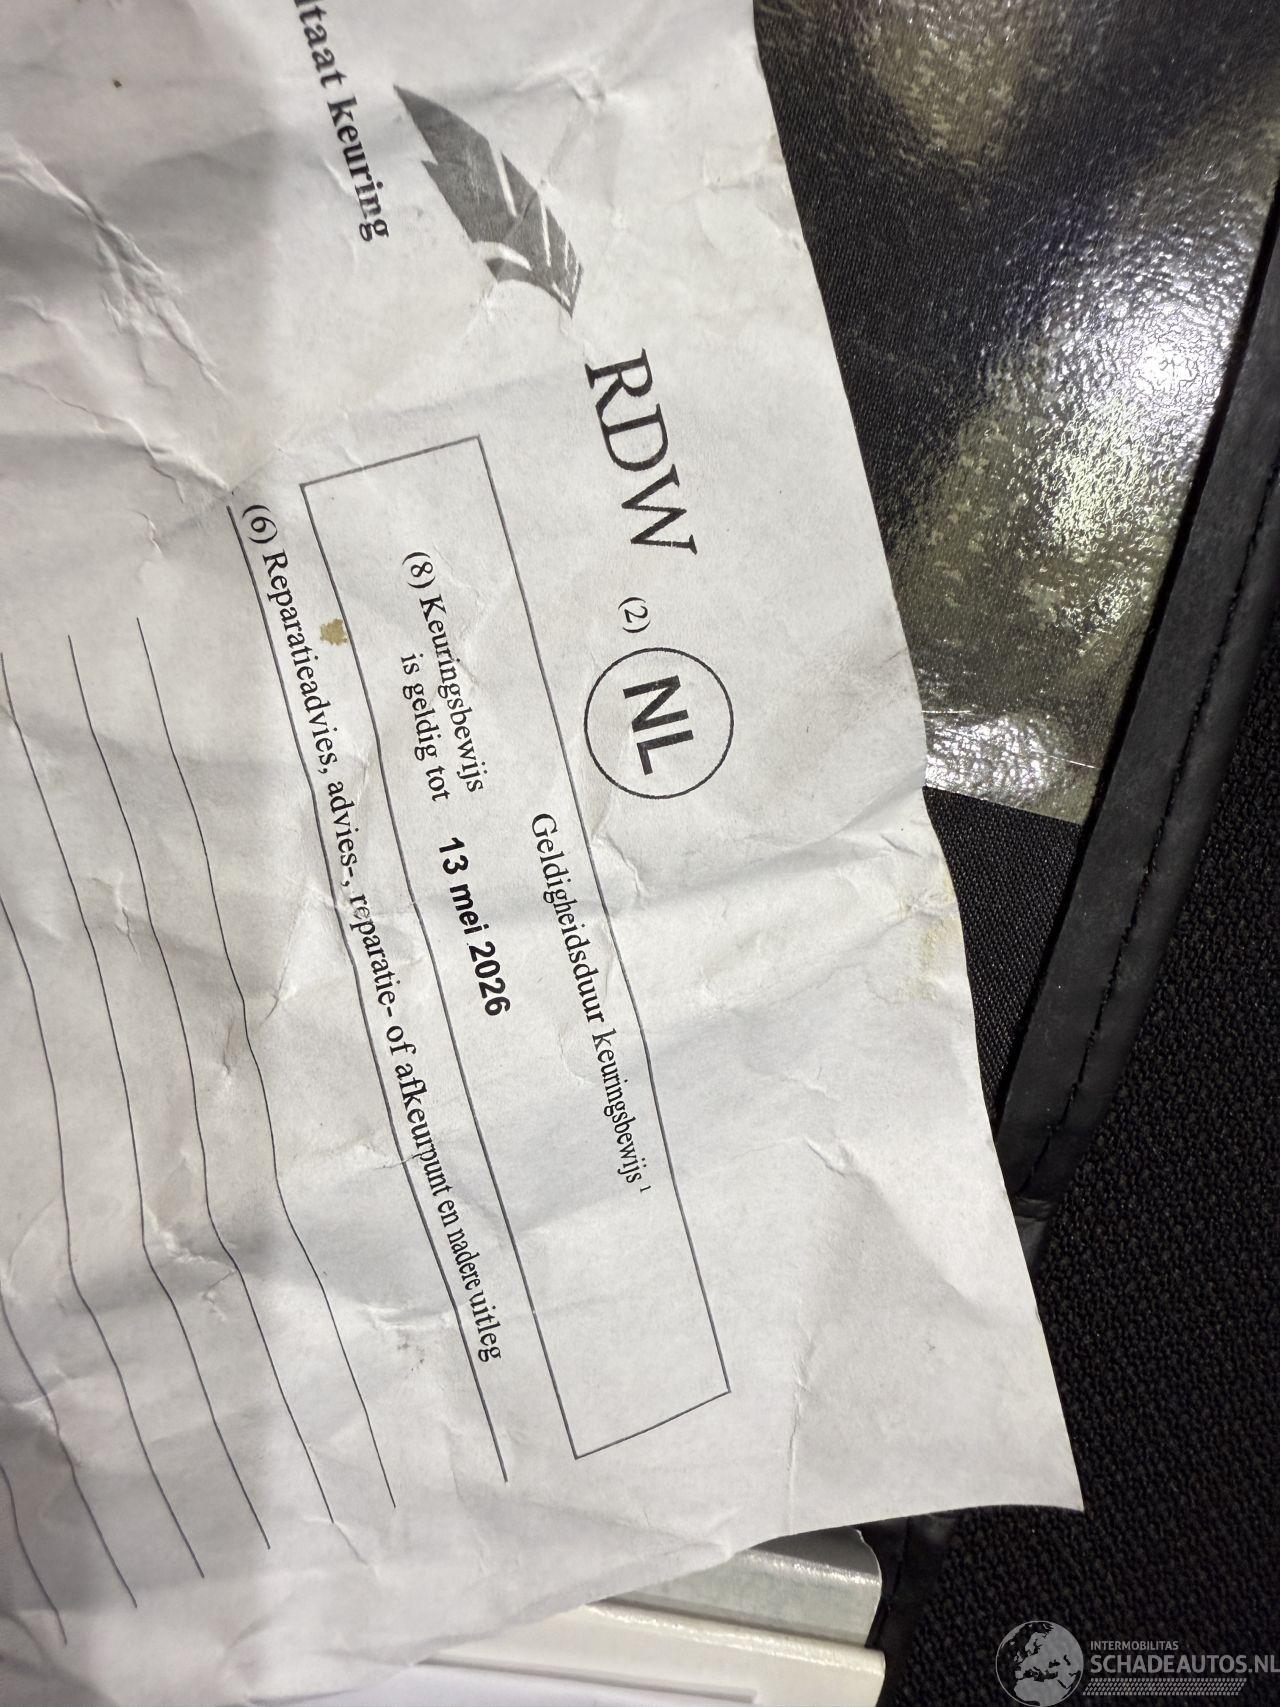 taat keuring
RDW
(2) NL
Geldigheidsduur keuringsbewijs ¹
(8) Keuringsbewijs
is geldig tot 13 mei 2026
(6) Reparatieadvies, advies-, reparatie- of afkeurpunt en nadere uitleg
INTERMOBILITAS
SCHADEAUTOS.NL